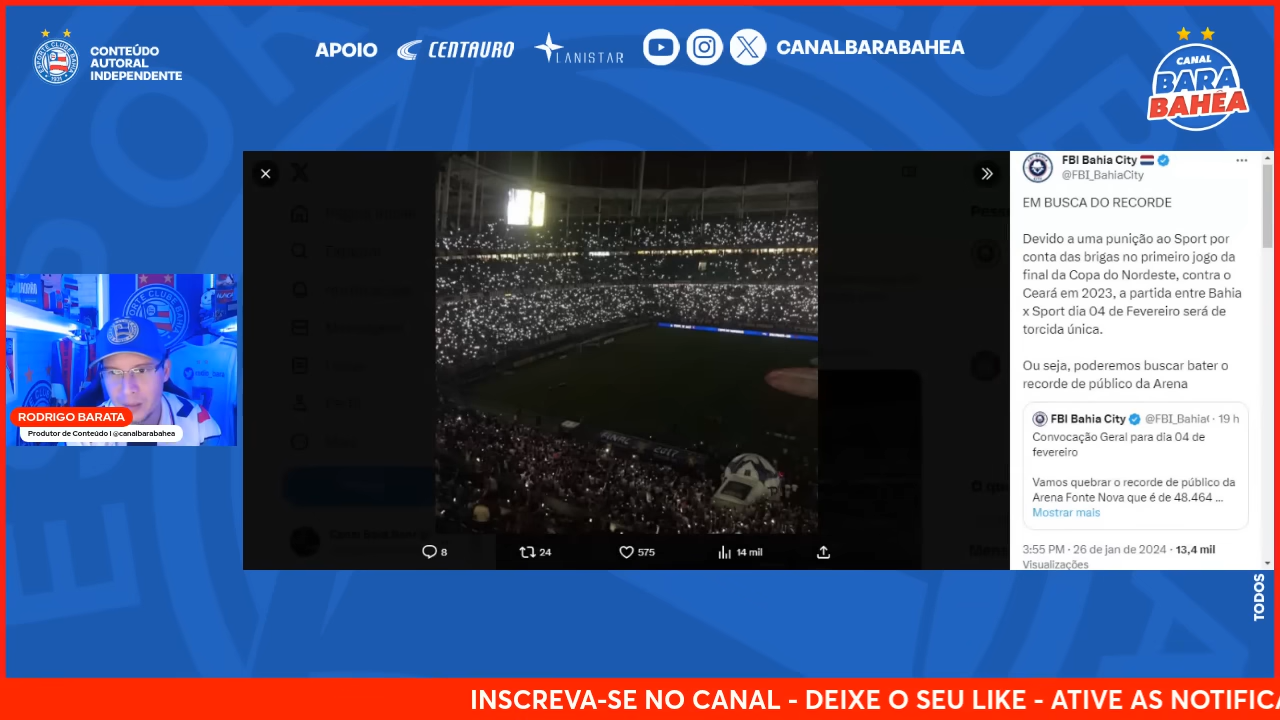 CONTEÚDO
AUTORAL
INDEPENDENTE
APOIO
CENTAURO
LANISTAR
CANALBARABAHEA
CANAL
BARA
BAHÊA
ESPORTE CLUBE BAHIA
1931
FBI Bahia City
@FBI_BahiaCIty
EM BUSCA DO RECORDE
Devido a uma punição ao Sport por
conta das brigas no primeiro jogo da
final da Copa do Nordeste, contra o
Ceará em 2023, a partida entre Bahia
x Sport dia 04 de Fevereiro será de
torcida única.
Ou seja, poderemos buscar bater o
recorde de público da Arena
FBI Bahia City @FBI_Bahia( · 19 h
Convocação Geral para dia 04 de
fevereiro
Vamos quebrar o recorde de público da
Arena Fonte Nova que é de 48.464 ...
Mostrar mais
3:55 PM · 26 de jan de 2024 · 13,4 mil
Visualizações
8
24
575
14 mil
RODRIGO BARATA
Produtor de Conteúdo | @canalbarabahea
TODOS
INSCREVA-SE NO CANAL - DEIXE O SEU LIKE - ATIVE AS NOTIFICA